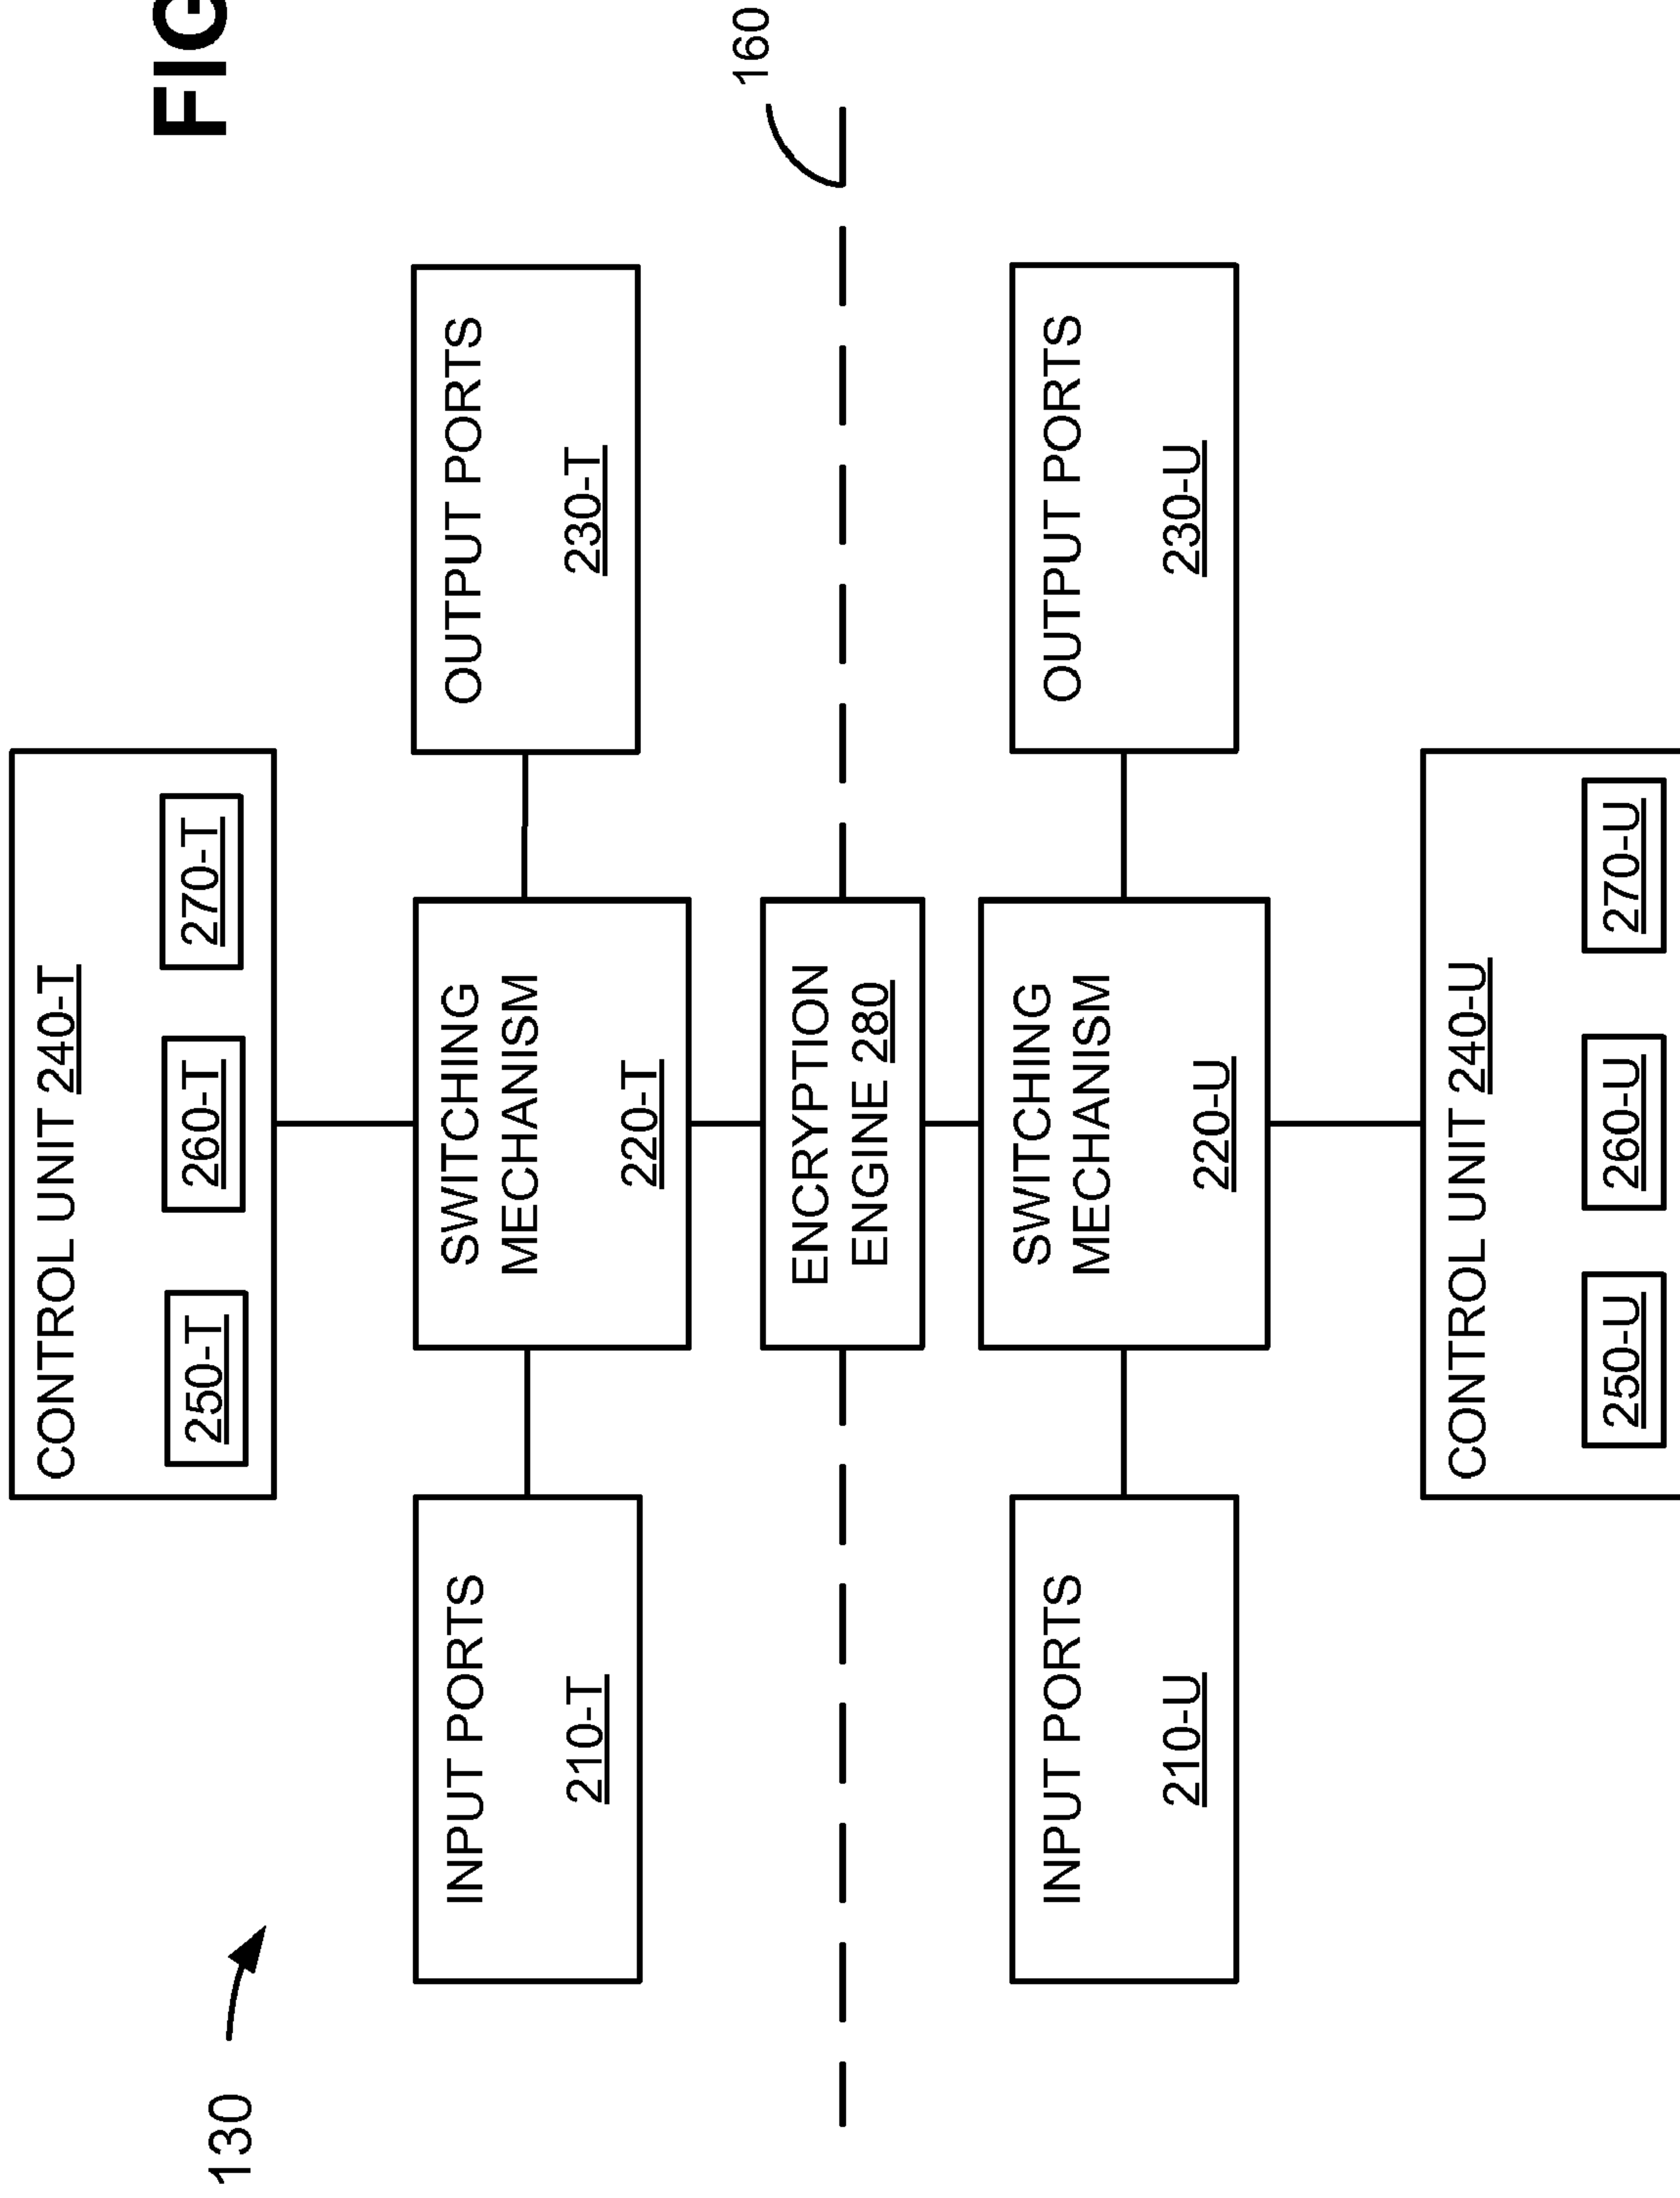 FIG
130
CONTROL UNIT 240-T
250-T
260-T
270-T
INPUT PORTS
210-T
SWITCHING
MECHANISM
220-T
OUTPUT PORTS
230-T
160
ENCRYPTION
ENGINE 280
INPUT PORTS
210-U
SWITCHING
MECHANISM
220-U
OUTPUT PORTS
230-U
CONTROL UNIT 240-U
250-U
260-U
270-U